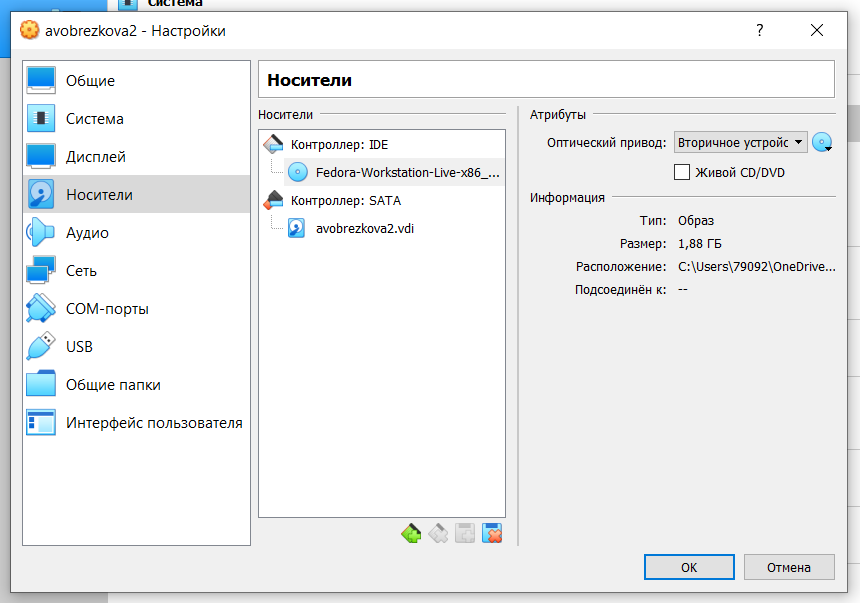 Система
avobrezkova2 - Настройки
?
Общие
Система
Дисплей
Носители
Аудио
Сеть
COM-порты
USB
Общие папки
Интерфейс пользователя
Носители
Носители
Контроллер: IDE
Fedora-Workstation-Live-x86_...
Контроллер: SATA
avobrezkova2.vdi
Атрибуты
Оптический привод: Вторичное устройс
Живой CD/DVD
Информация
Тип: Образ
Размер: 1,88 ГБ
Расположение: C:\Users\79092\OneDrive...
Подсоединён к: --
OK
Отмена